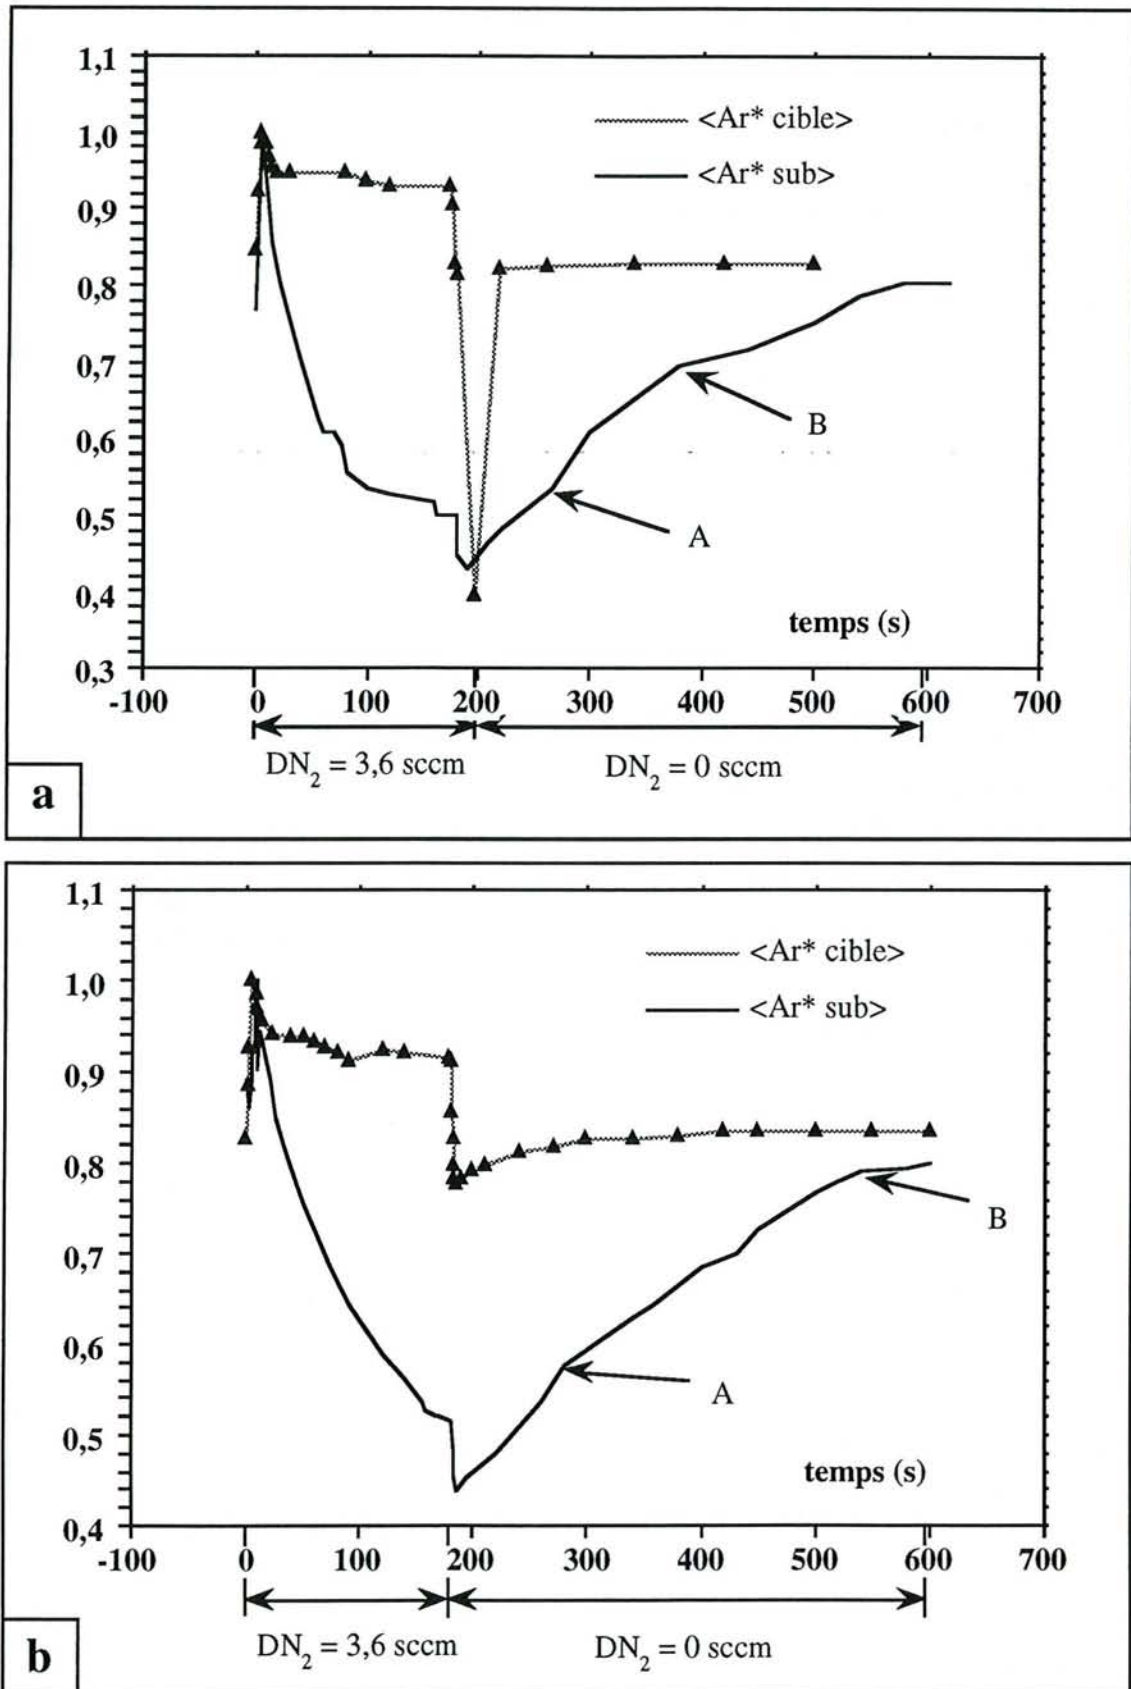 1,1
1,0
0,9
0,8
0,7
0,6
0,5
0,4
0,3
<Ar* cible>
<Ar* sub>
B
A
temps (s)
-100 0 100 200 300 400 500 600 700
DN2 = 3,6 sccm DN2 = 0 sccm
a
1,1
1,0
0,9
0,8
0,7
0,6
0,5
0,4
<Ar* cible>
<Ar* sub>
B
A
temps (s)
-100 0 100 200 300 400 500 600 700
DN2 = 3,6 sccm DN2 = 0 sccm
b